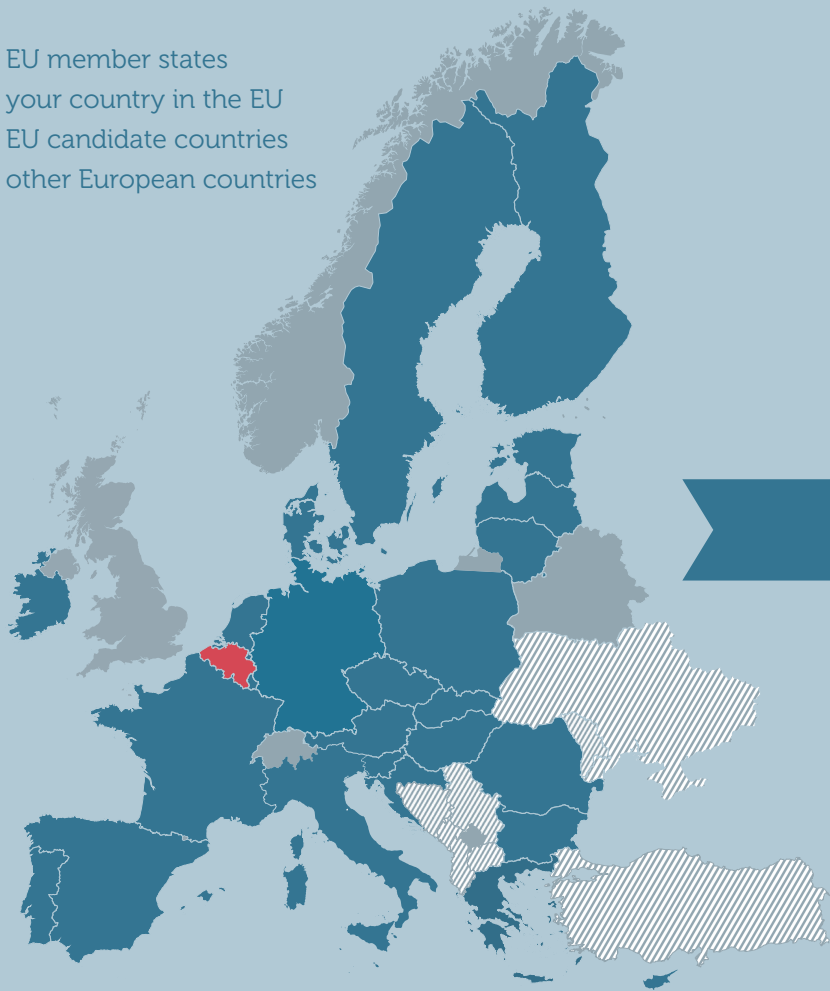 EU member states
your country in the EU
EU candidate countries
other European countries